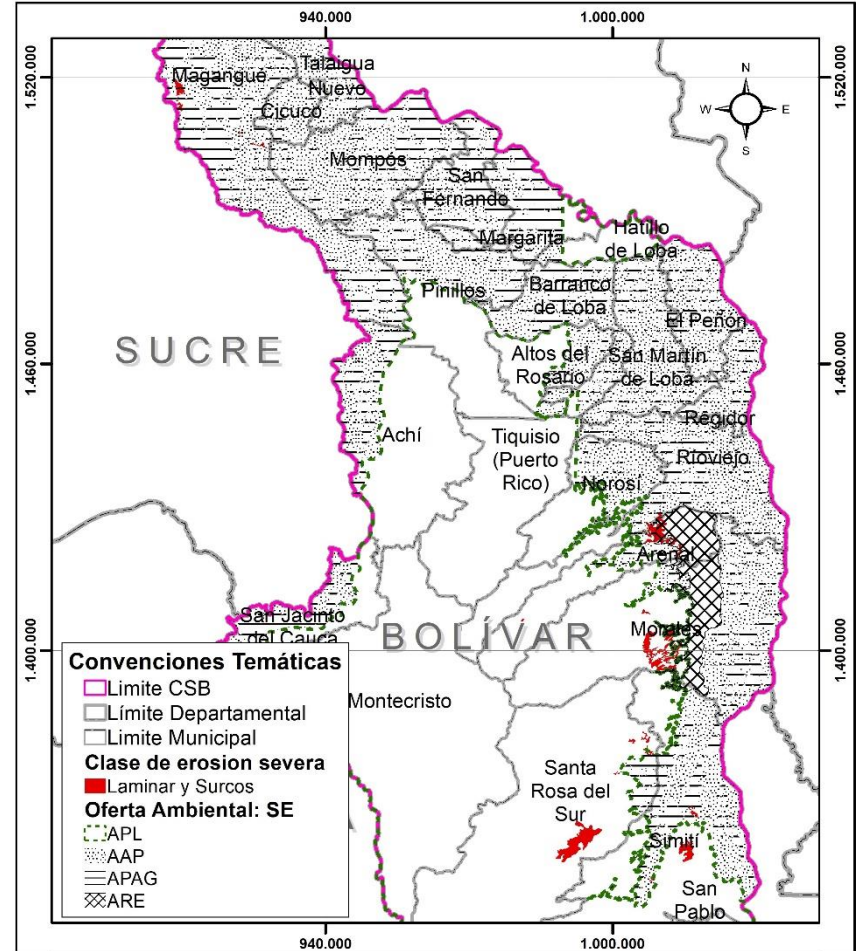 940.000
1.000.000
1.520.000
1.520.000
N
W
E
S
Talaigua
Nuevo
Magangué
Cicuco
Mompós
San
Fernando
Margarita
Hatillo
de Loba
Pinillos
Barranco
de Loba
El Peñón
SUCRE
1.460.000
1.460.000
Altos del
Rosario
San Martín
de Loba
Régidor
Achí
Tiquisio
(Puerto
Rico)
Rioviejo
Norosí
Arenal
San Jacinto
del Cauca
BOLÍVAR
Morales
1.400.000
Montecristo
Santa
Rosa del
Sur
Simití
San
Pablo
Convenciones Temáticas
Limite CSB
Límite Departamental
Limite Municipal
Clase de erosion severa
Laminar y Surcos
Oferta Ambiental: SE
APL
AAP
APAG
ARE
940.000
1.000.000